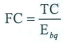 FC = TC / E_bq